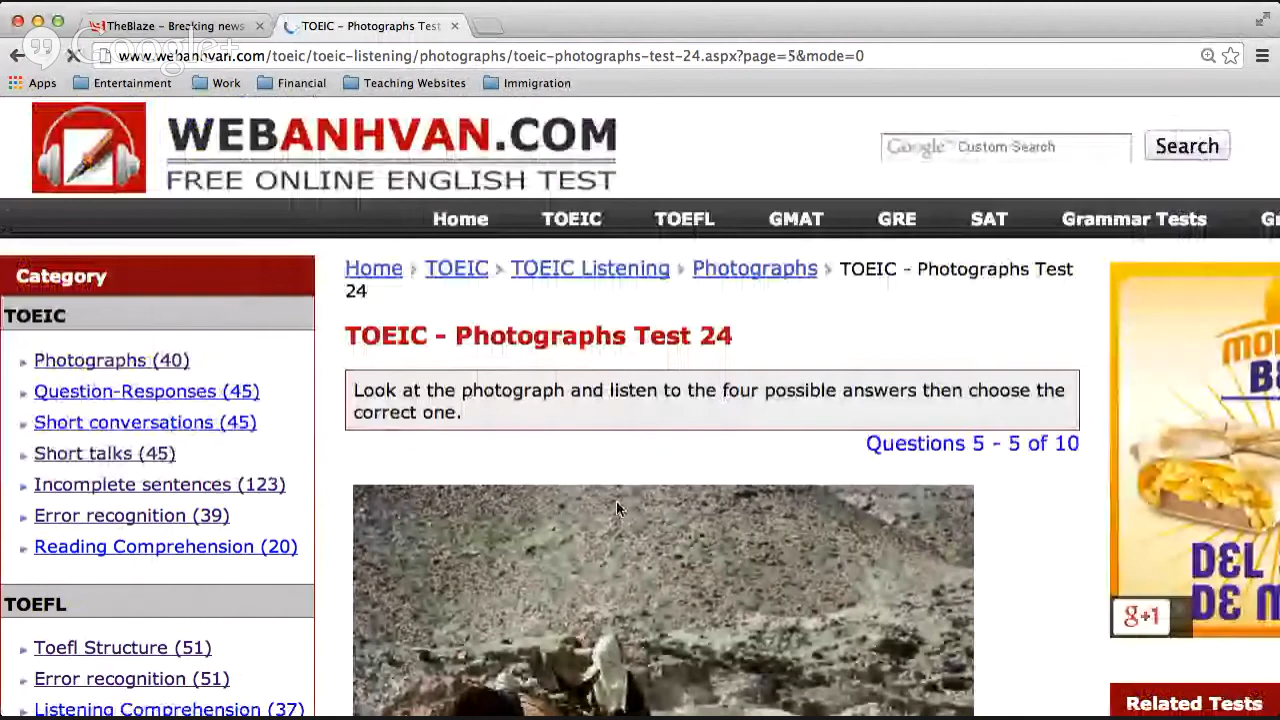 TheBlaze - Breaking news
TOEIC - Photographs Test
Google+
www.webanhvan.com/toeic/toeic-listening/photographs/toeic-photographs-test-24.aspx?page=5&mode=0
Apps Entertainment Work Financial Teaching Websites Immigration
WEBANHVAN.COM
FREE ONLINE ENGLISH TEST
Google™ Custom Search
Search
Home TOEIC TOEFL GMAT GRE SAT Grammar Tests
Category
TOEIC
Photographs (40)
Question-Responses (45)
Short conversations (45)
Short talks (45)
Incomplete sentences (123)
Error recognition (39)
Reading Comprehension (20)
TOEFL
Toefl Structure (51)
Error recognition (51)
Listening Comprehension (37)
Home TOEIC TOEIC Listening Photographs TOEIC - Photographs Test
24
TOEIC - Photographs Test 24
Look at the photograph and listen to the four possible answers then choose the
correct one.
Questions 5 - 5 of 10
DEL
DE
g+1
Related Tests